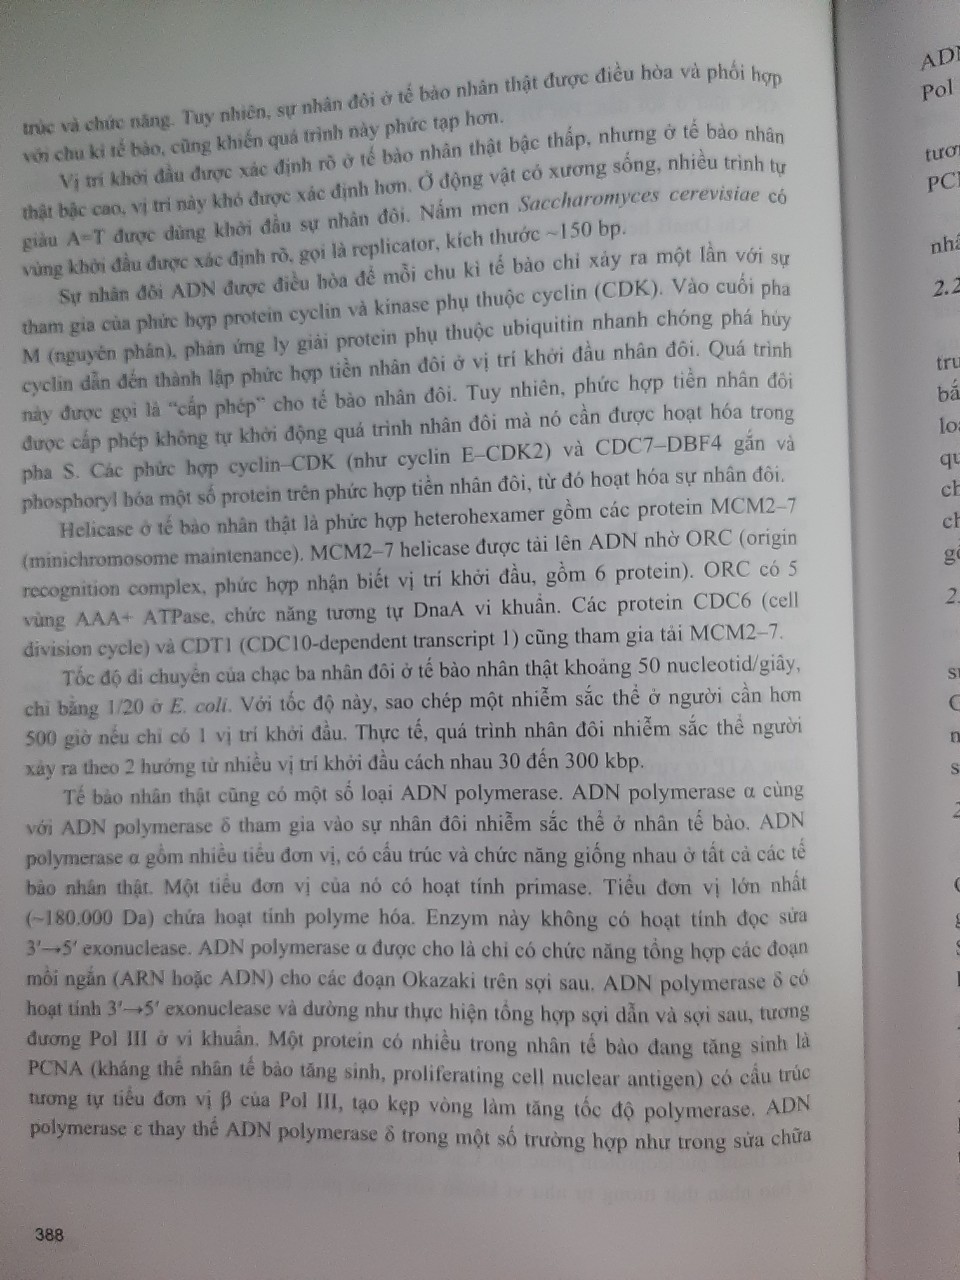 trúc và chức năng. Tuy nhiên, sự nhân đôi ở tế bào nhân thật được điều hòa và phối hợp
với chu kì tế bào, cũng khiến quá trình này phức tạp hơn.
Vị trí khởi đầu được xác định rõ ở tế bào nhân thật bậc thấp, nhưng ở tế bào nhân
thật bậc cao, vị trí này khó được xác định hơn. Ở động vật có xương sống, nhiều trình tự
giàu A=T được dùng khởi đầu sự nhân đôi. Nấm men Saccharomyces cerevisiae có
vùng khởi đầu được xác định rõ, gọi là replicator, kích thước ~150 bp.
Sự nhân đôi ADN được điều hòa để mỗi chu kì tế bào chỉ xảy ra một lần với sự
tham gia của phức hợp protein cyclin và kinase phụ thuộc cyclin (CDK). Vào cuối pha
M (nguyên phân), phản ứng ly giải protein phụ thuộc ubiquitin nhanh chóng phá hủy
cyclin dẫn đến thành lập phức hợp tiền nhân đôi ở vị trí khởi đầu nhân đôi. Quá trình
này được gọi là “cấp phép” cho tế bào nhân đôi. Tuy nhiên, phức hợp tiền nhân đôi
được cấp phép không tự khởi động quá trình nhân đôi mà nó cần được hoạt hóa trong
pha S. Các phức hợp cyclin–CDK (như cyclin E–CDK2) và CDC7–DBF4 gắn và
phosphoryl hóa một số protein trên phức hợp tiền nhân đôi, từ đó hoạt hóa sự nhân đôi.
Helicase ở tế bào nhân thật là phức hợp heterohexamer gồm các protein MCM2–7
(minichromosome maintenance). MCM2–7 helicase được tải lên ADN nhờ ORC (origin
recognition complex, phức hợp nhận biết vị trí khởi đầu, gồm 6 protein). ORC có 5
vùng AAA+ ATPase, chức năng tương tự DnaA vi khuẩn. Các protein CDC6 (cell
division cycle) và CDT1 (CDC10-dependent transcript 1) cũng tham gia tải MCM2–7.
Tốc độ di chuyển của chạc ba nhân đôi ở tế bào nhân thật khoảng 50 nucleotid/giây,
chỉ bằng 1/20 ở E. coli. Với tốc độ này, sao chép một nhiễm sắc thể ở người cần hơn
500 giờ nếu chỉ có 1 vị trí khởi đầu. Thực tế, quá trình nhân đôi nhiễm sắc thể người
xảy ra theo 2 hướng từ nhiều vị trí khởi đầu cách nhau 30 đến 300 kbp.
Tế bào nhân thật cũng có một số loại ADN polymerase. ADN polymerase α cùng
với ADN polymerase δ tham gia vào sự nhân đôi nhiễm sắc thể ở nhân tế bào. ADN
polymerase α gồm nhiều tiểu đơn vị, có cấu trúc và chức năng giống nhau ở tất cả các tế
bào nhân thật. Một tiểu đơn vị của nó có hoạt tính primase. Tiểu đơn vị lớn nhất
(~180.000 Da) chứa hoạt tính polyme hóa. Enzym này không có hoạt tính đọc sửa
3′→5′ exonuclease. ADN polymerase α được cho là chỉ có chức năng tổng hợp các đoạn
mồi ngắn (ARN hoặc ADN) cho các đoạn Okazaki trên sợi sau. ADN polymerase δ có
hoạt tính 3′→5′ exonuclease và dường như thực hiện tổng hợp sợi dẫn và sợi sau, tương
đương Pol III ở vi khuẩn. Một protein có nhiều trong nhân tế bào đang tăng sinh là
PCNA (kháng thể nhân tế bào tăng sinh, proliferating cell nuclear antigen) có cấu trúc
tương tự tiểu đơn vị β của Pol III, tạo kẹp vòng làm tăng tốc độ polymerase. ADN
polymerase ε thay thế ADN polymerase δ trong một số trường hợp như trong sửa chữa
388
Pol